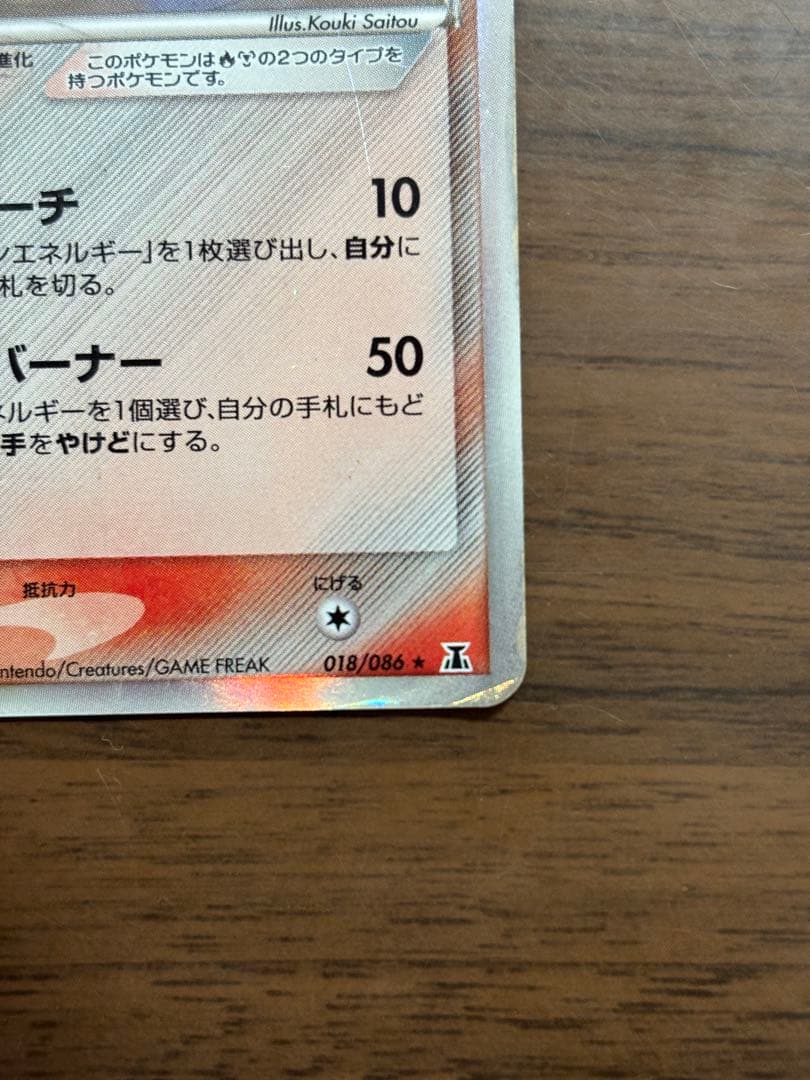 Illus.Kouki Saitou
進化
このポケモンは の2つのタイプを
持つポケモンです。
ーチ 10
ンエネルギー」を1枚選び出し、自分に
札を切る。
バーナー 50
ネルギーを1個選び、自分の手札にもど
手をやけどにする。
抵抗力 にげる
ntendo/Creatures/GAME FREAK 018/086 ★